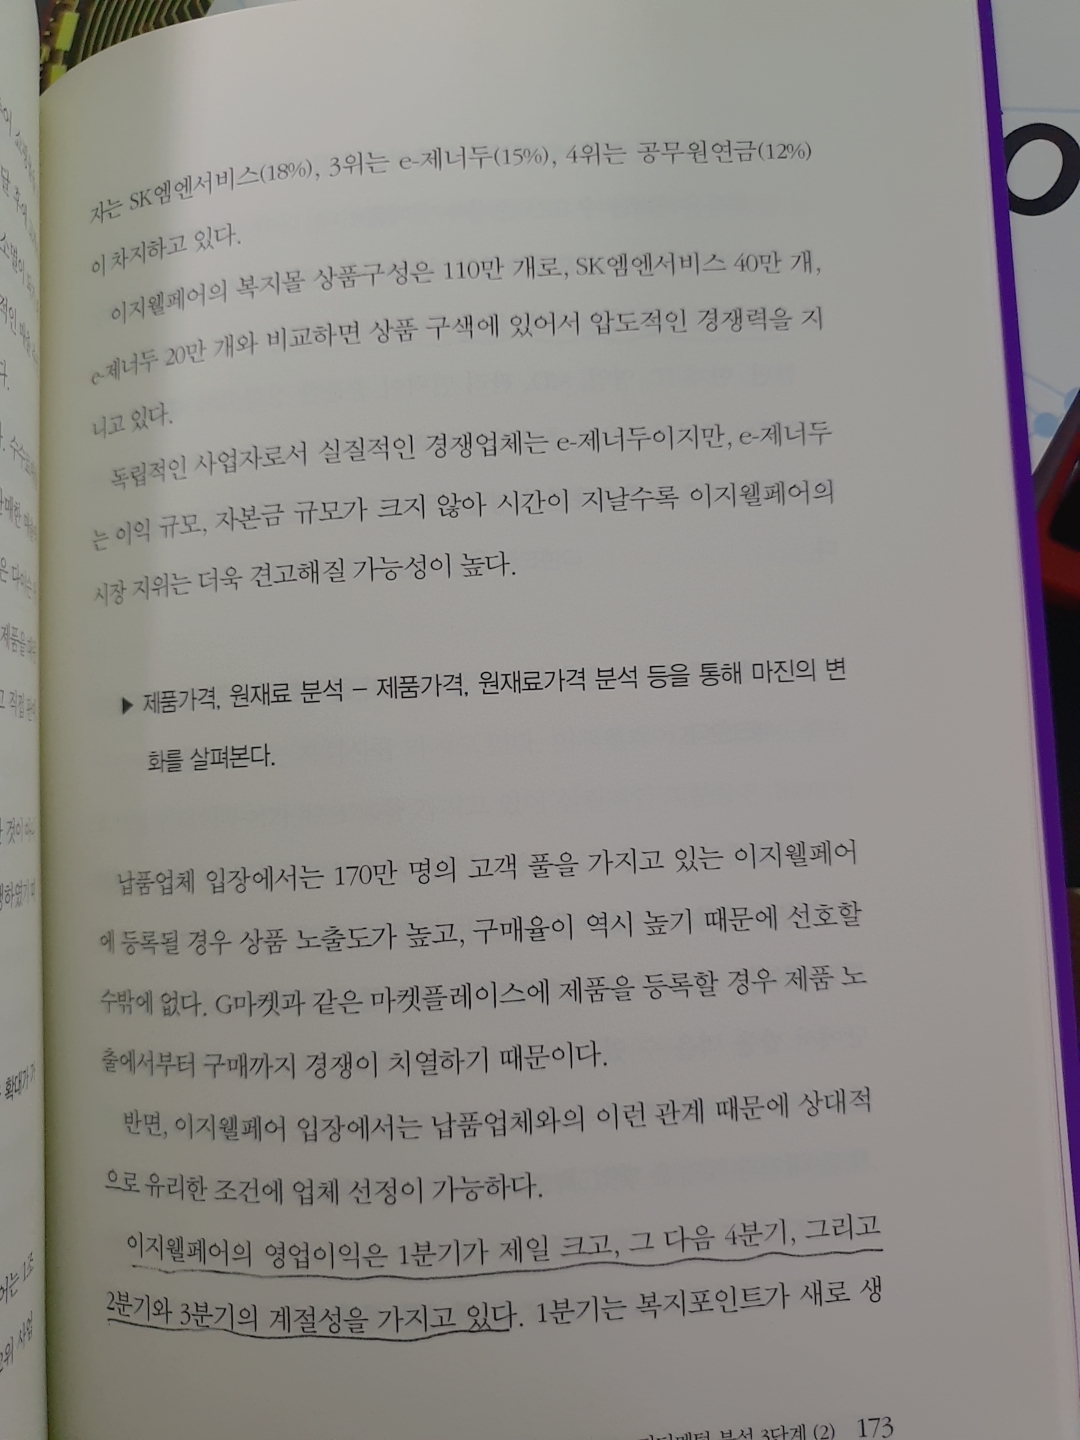 자는 SK엠엔서비스(18%), 3위는 e-제너두(15%), 4위는 공무원연금(12%)
이 차지하고 있다.
이지웰페어의 복지몰 상품구성은 110만 개로, SK엠엔서비스 40만 개,
e-제너두 20만 개와 비교하면 상품 구색에 있어서 압도적인 경쟁력을 지
니고 있다.
독립적인 사업자로서 실질적인 경쟁업체는 e-제너두이지만, e-제너두
는 이익 규모, 자본금 규모가 크지 않아 시간이 지날수록 이지웰페어의
시장 지위는 더욱 견고해질 가능성이 높다.
▶ 제품가격, 원재료 분석 – 제품가격, 원재료가격 분석 등을 통해 마진의 변
화를 살펴본다.
납품업체 입장에서는 170만 명의 고객 풀을 가지고 있는 이지웰페어
에 등록될 경우 상품 노출도가 높고, 구매율이 역시 높기 때문에 선호할
수밖에 없다. G마켓과 같은 마켓플레이스에 제품을 등록할 경우 제품 노
출에서부터 구매까지 경쟁이 치열하기 때문이다.
반면, 이지웰페어 입장에서는 납품업체와의 이런 관계 때문에 상대적
으로 유리한 조건에 업체 선정이 가능하다.
이지웰페어의 영업이익은 1분기가 제일 크고, 그 다음 4분기, 그리고
2분기와 3분기의 계절성을 가지고 있다. 1분기는 복지포인트가 새로 생
분석 3단계 (2) 173